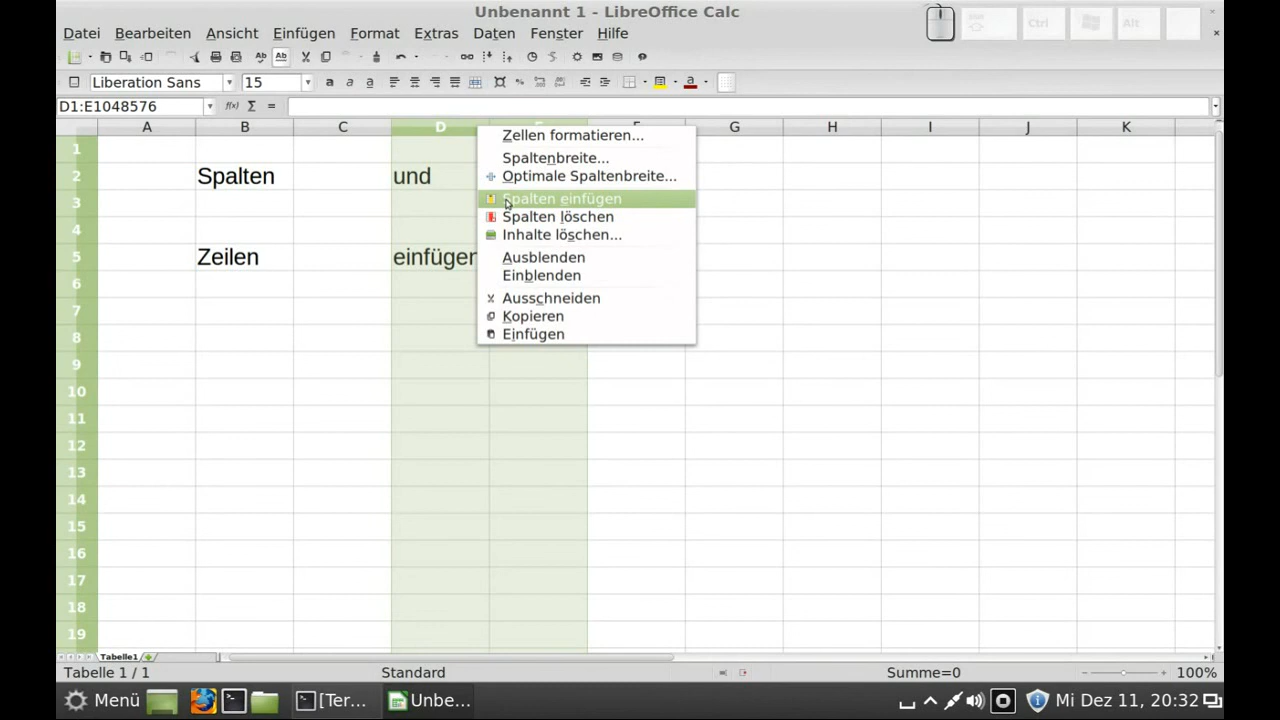 Unbenannt 1 - LibreOffice Calc
Datei Bearbeiten Ansicht Einfügen Format Extras Daten Fenster Hilfe
Ctrl Alt
Liberation Sans 15
D1:E1048576 f(x) Σ =
A B C D E F G H I J K
1
2 Spalten und
3
4
5 Zeilen einfügen
6
7
8
9
10
11
12
13
14
15
16
17
18
19
Zellen formatieren...
Spaltenbreite...
Optimale Spaltenbreite...
Spalten einfügen
Spalten löschen
Inhalte löschen...
Ausblenden
Einblenden
Ausschneiden
Kopieren
Einfügen
Tabelle1
Tabelle 1 / 1 Standard Summe=0 100%
Menü [Ter... Unbe... Mi Dez 11, 20:32